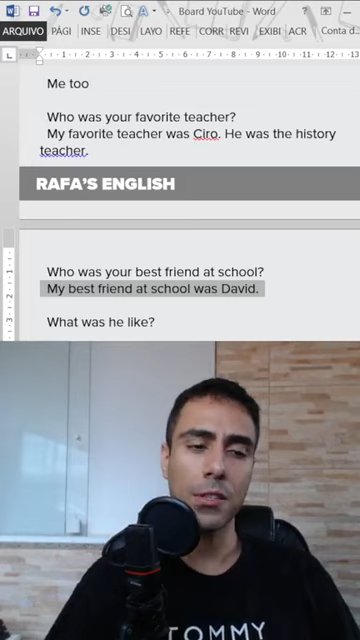 Board YouTube - Word
ARQUIVO PÁGI INSE DESI LAYO REFE CORR REVI EXIBI ACR Conta d...
Me too
Who was your favorite teacher?
My favorite teacher was Ciro. He was the history
teacher.
RAFA'S ENGLISH
Who was your best friend at school?
My best friend at school was David.
What was he like?
TOMMY